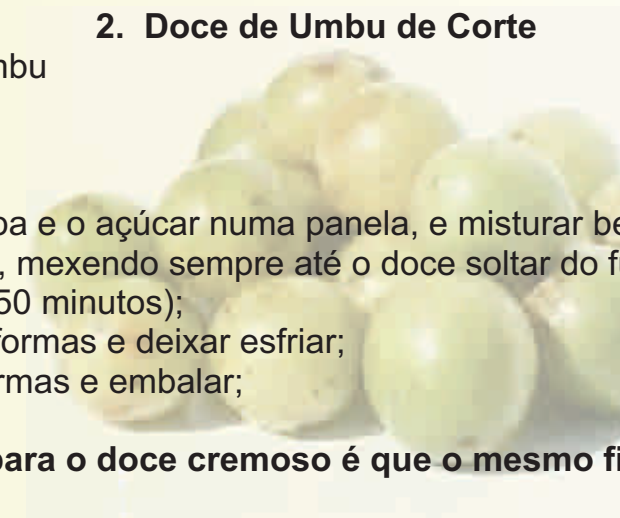 2. Doce de Umbu de Corte
mbu
pa e o açúcar numa panela, e misturar be
, mexendo sempre até o doce soltar do fu
50 minutos);
formas e deixar esfriar;
rmas e embalar;
para o doce cremoso é que o mesmo fi